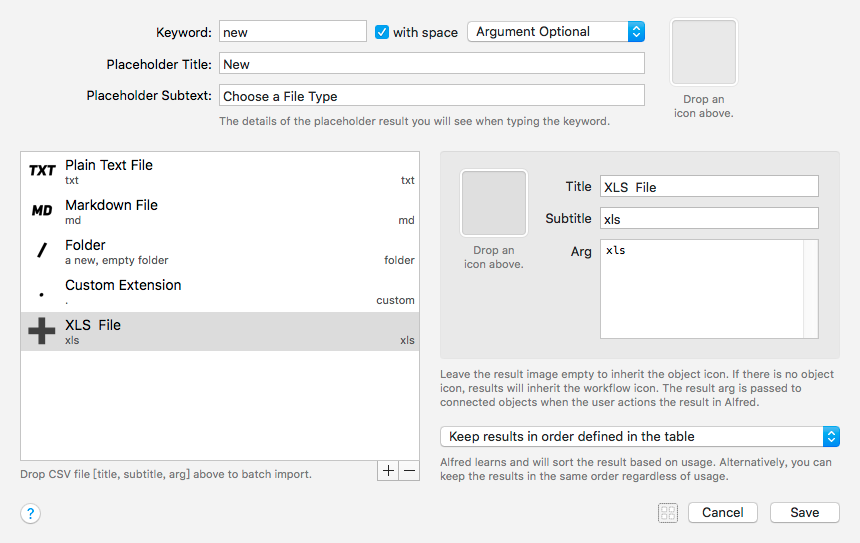 Keyword: new with space Argument Optional
Placeholder Title: New
Placeholder Subtext: Choose a File Type
The details of the placeholder result you will see when typing the keyword.
Drop an
icon above.
TXT Plain Text File
txt txt
MD Markdown File
md md
/ Folder
a new, empty folder folder
. Custom Extension
. custom
XLS  File
xls xls
Drop CSV file [title, subtitle, arg] above to batch import.
+ −
Drop an
icon above.
Title XLS  File
Subtitle xls
Arg xls
Leave the result image empty to inherit the object icon. If there is no object
icon, results will inherit the workflow icon. The result arg is passed to
connected objects when the user actions the result in Alfred.
Keep results in order defined in the table
Alfred learns and will sort the result based on usage. Alternatively, you can
keep the results in the same order regardless of usage.
? Cancel Save